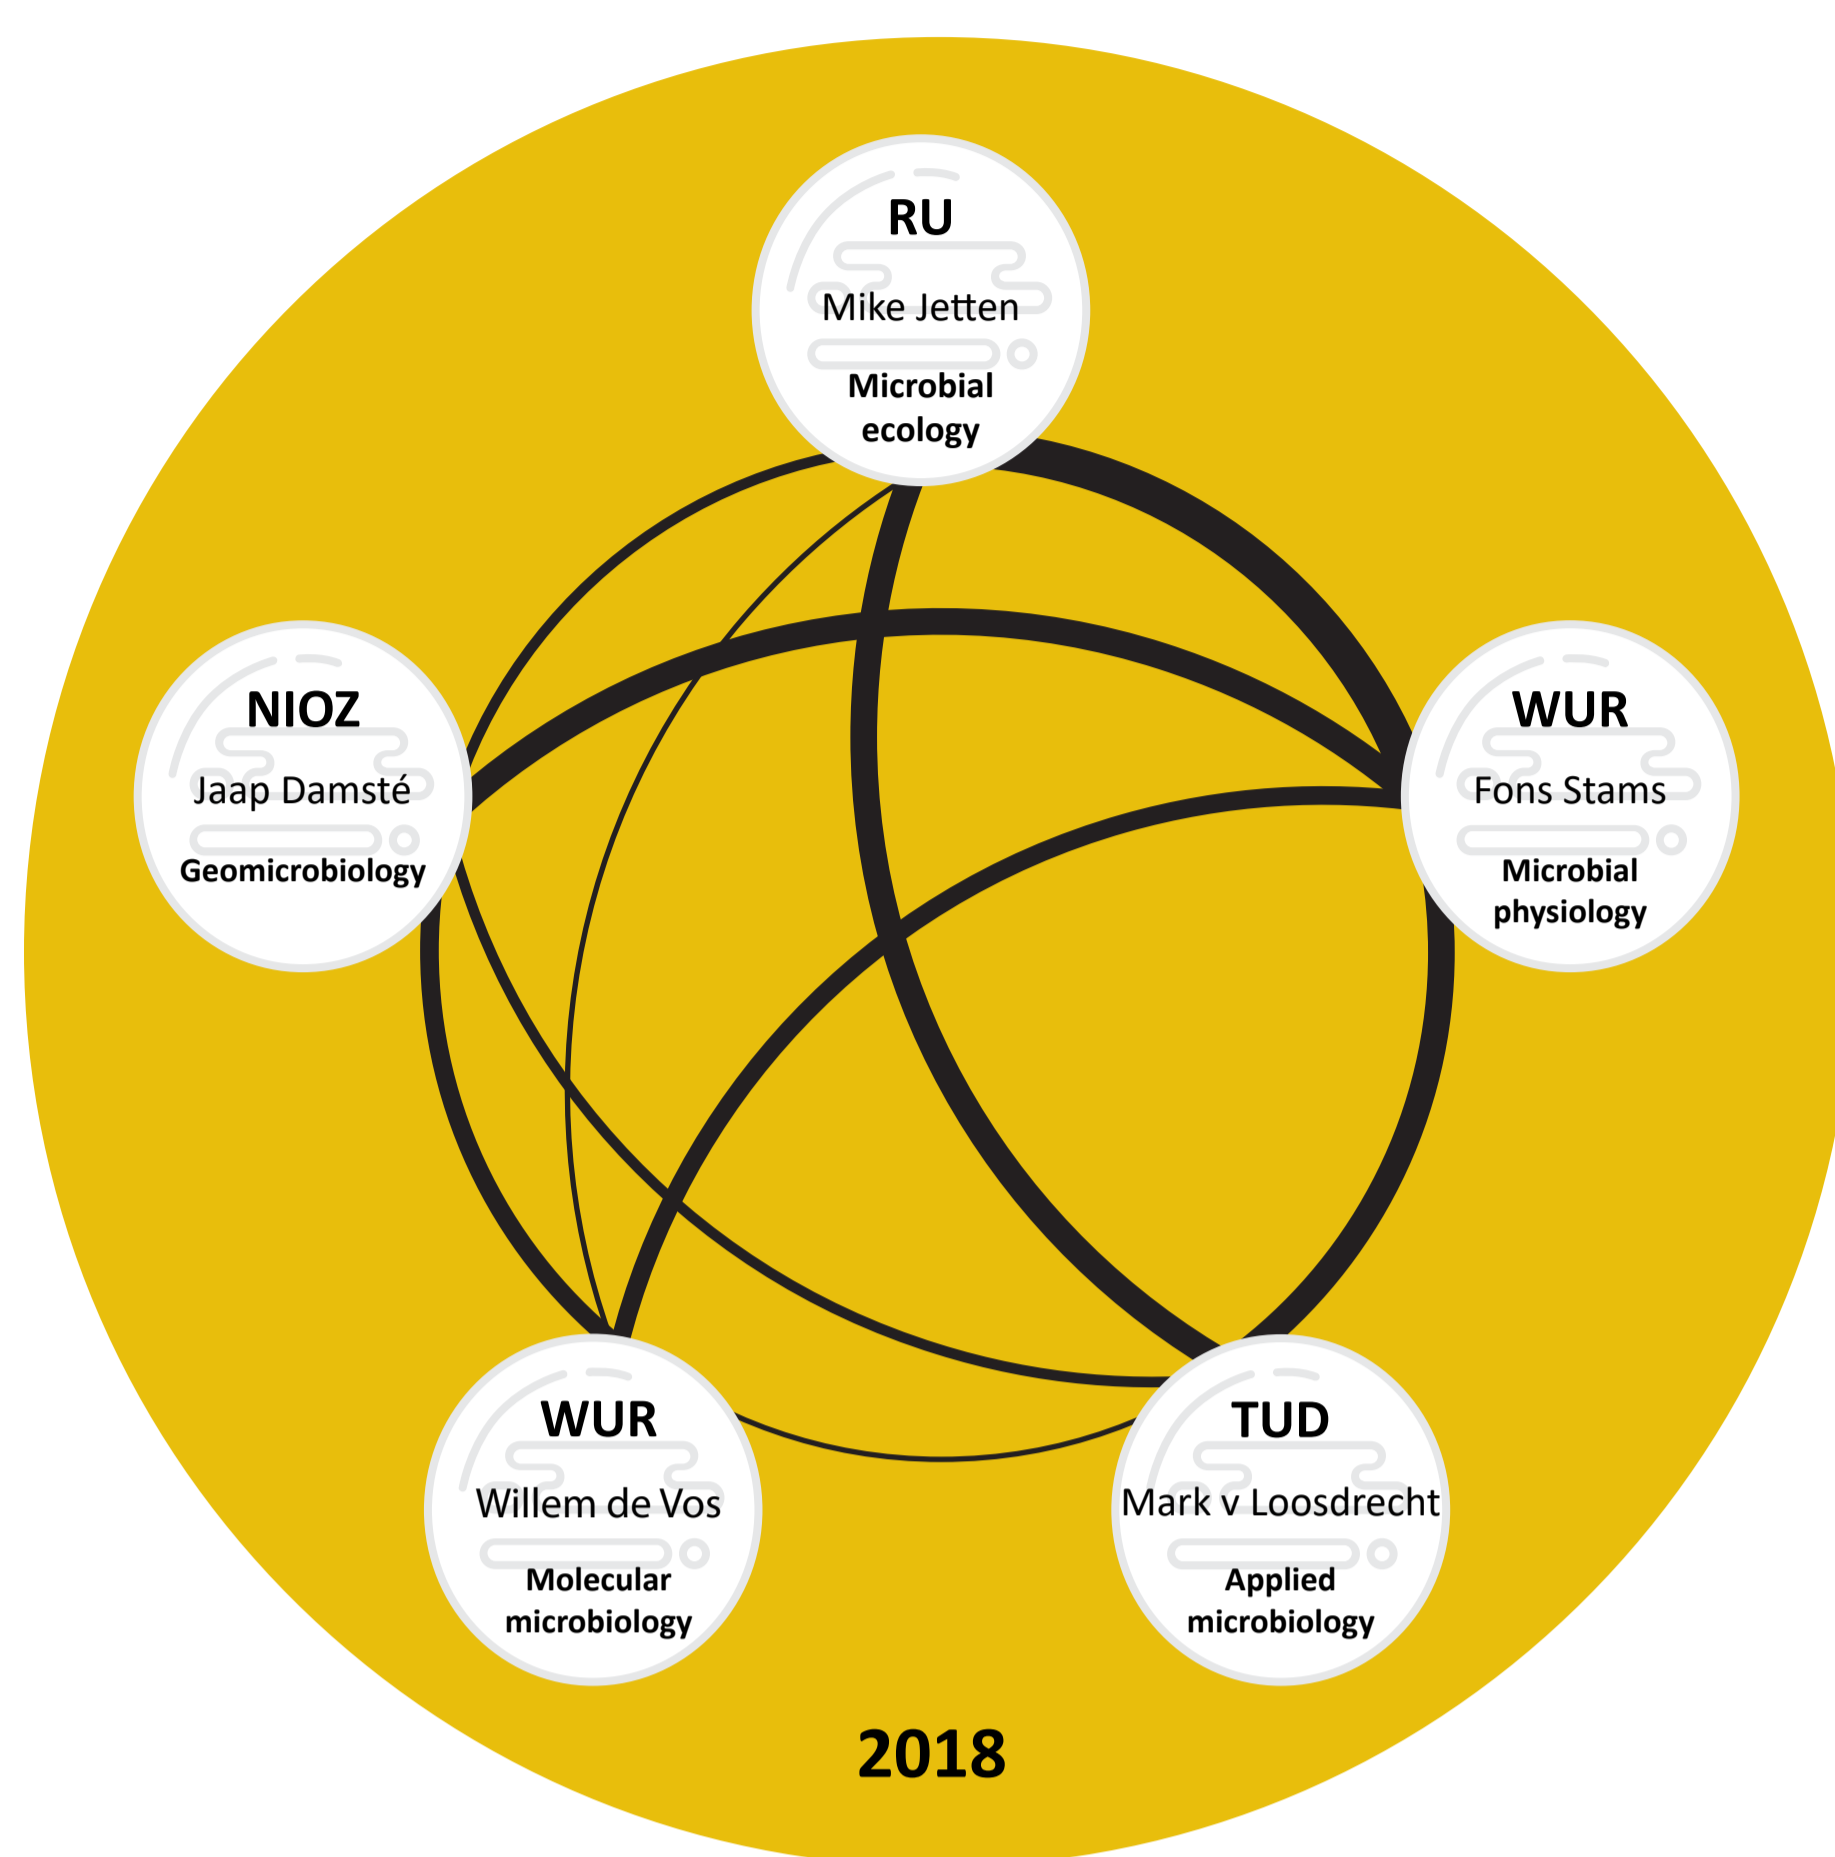 RU
Mike Jetten
Microbial
ecology
NIOZ
Jaap Damsté
Geomicrobiology
WUR
Fons Stams
Microbial
physiology
WUR
Willem de Vos
Molecular
microbiology
TUD
Mark v Loosdrecht
Applied
microbiology
2018